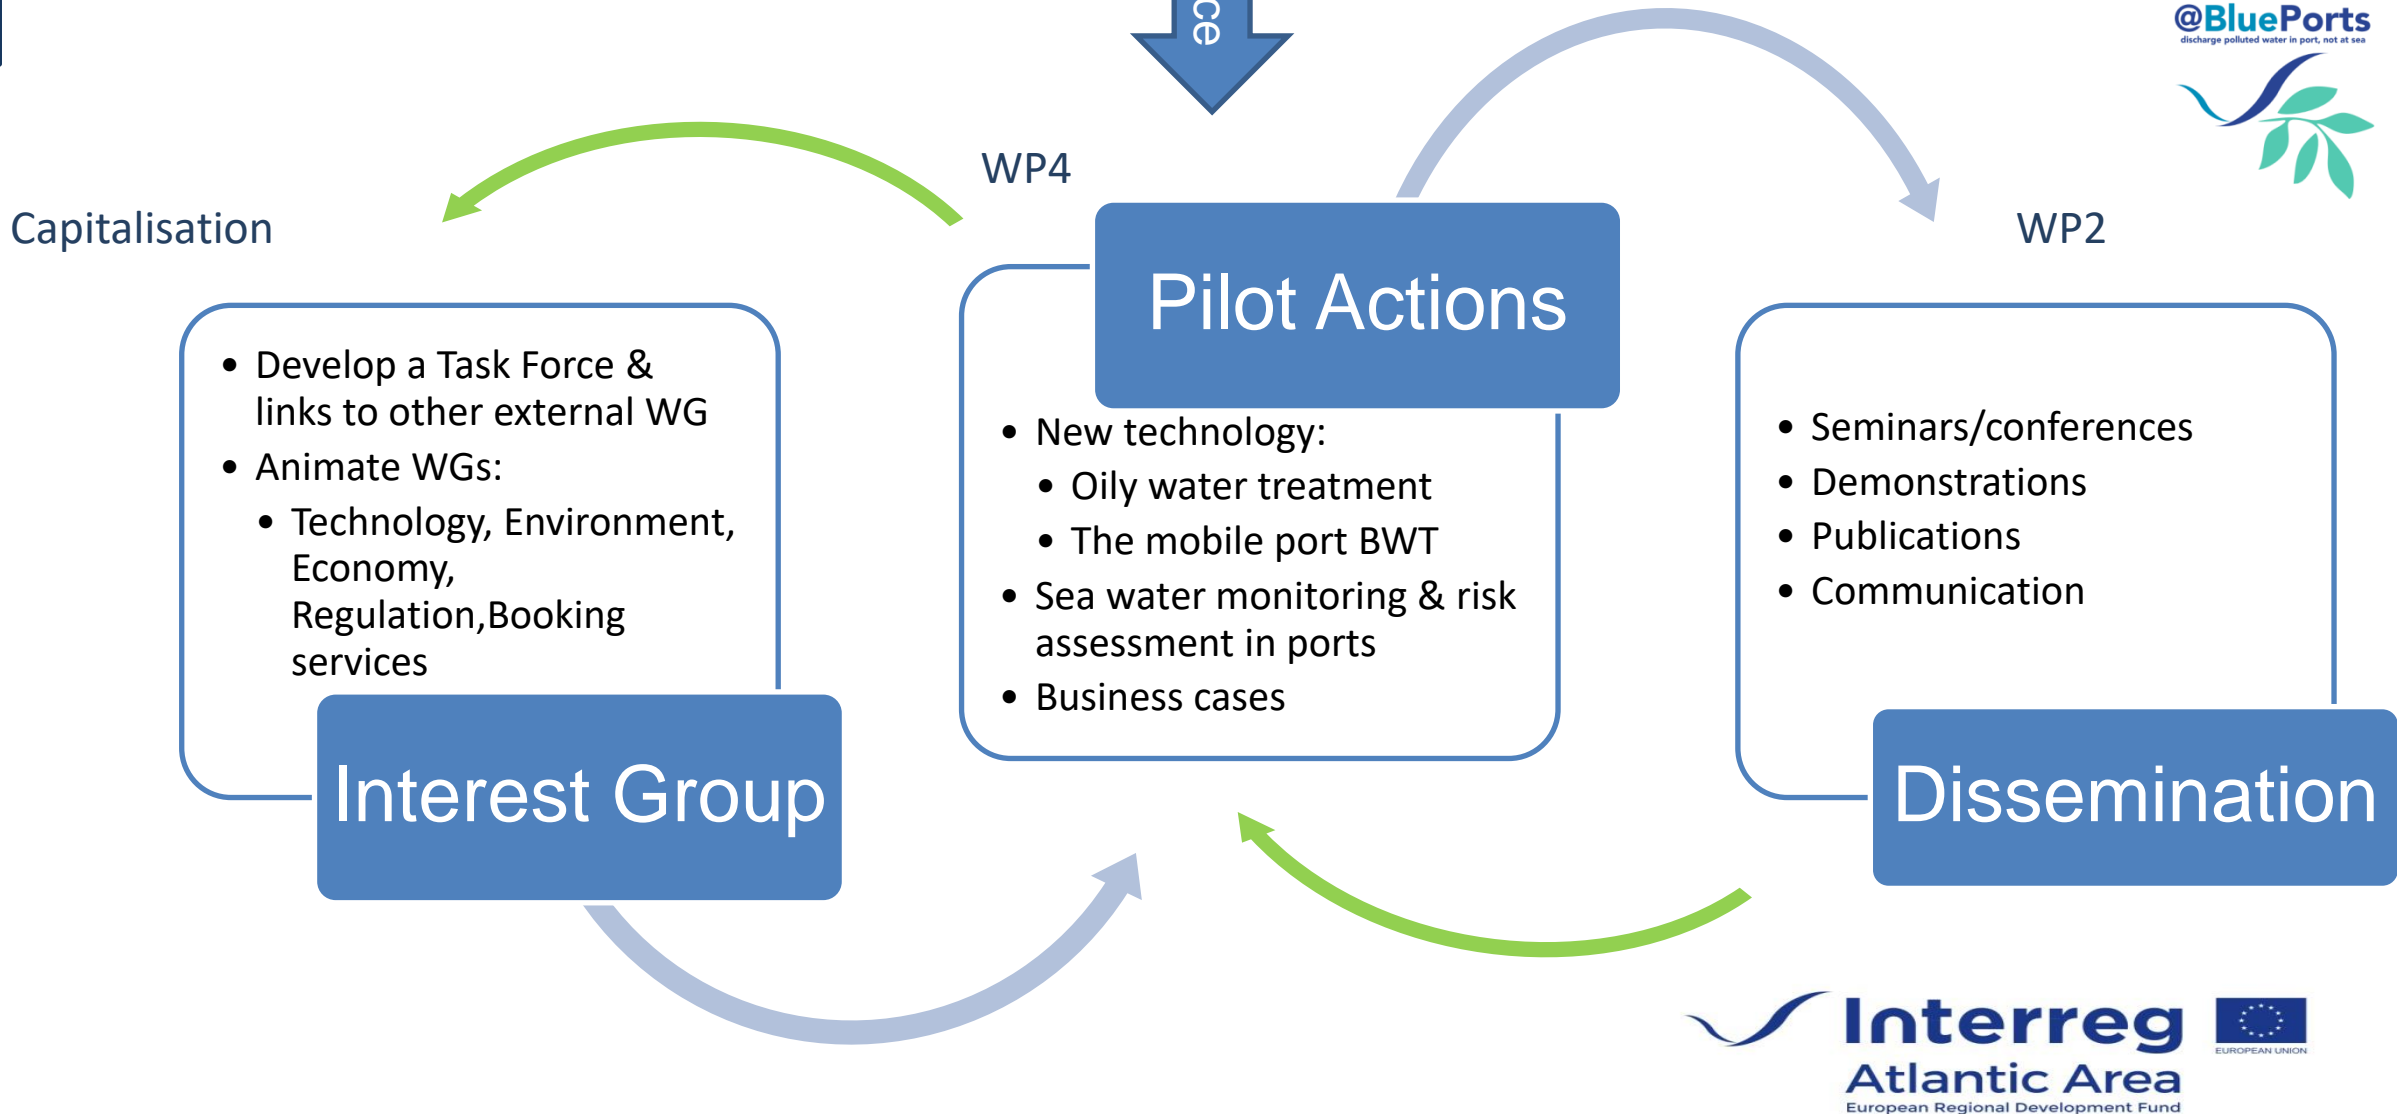 @BluePorts
discharge polluted water in port, not at sea
WP4
Capitalisation
WP2
• Develop a Task Force &
links to other external WG
• Animate WGs:
• Technology, Environment,
Economy,
Regulation,Booking
services
Interest Group
Pilot Actions
• New technology:
• Oily water treatment
• The mobile port BWT
• Sea water monitoring & risk
assessment in ports
• Business cases
• Seminars/conferences
• Demonstrations
• Publications
• Communication
Dissemination
Interreg
EUROPEAN UNION
Atlantic Area
European Regional Development Fund